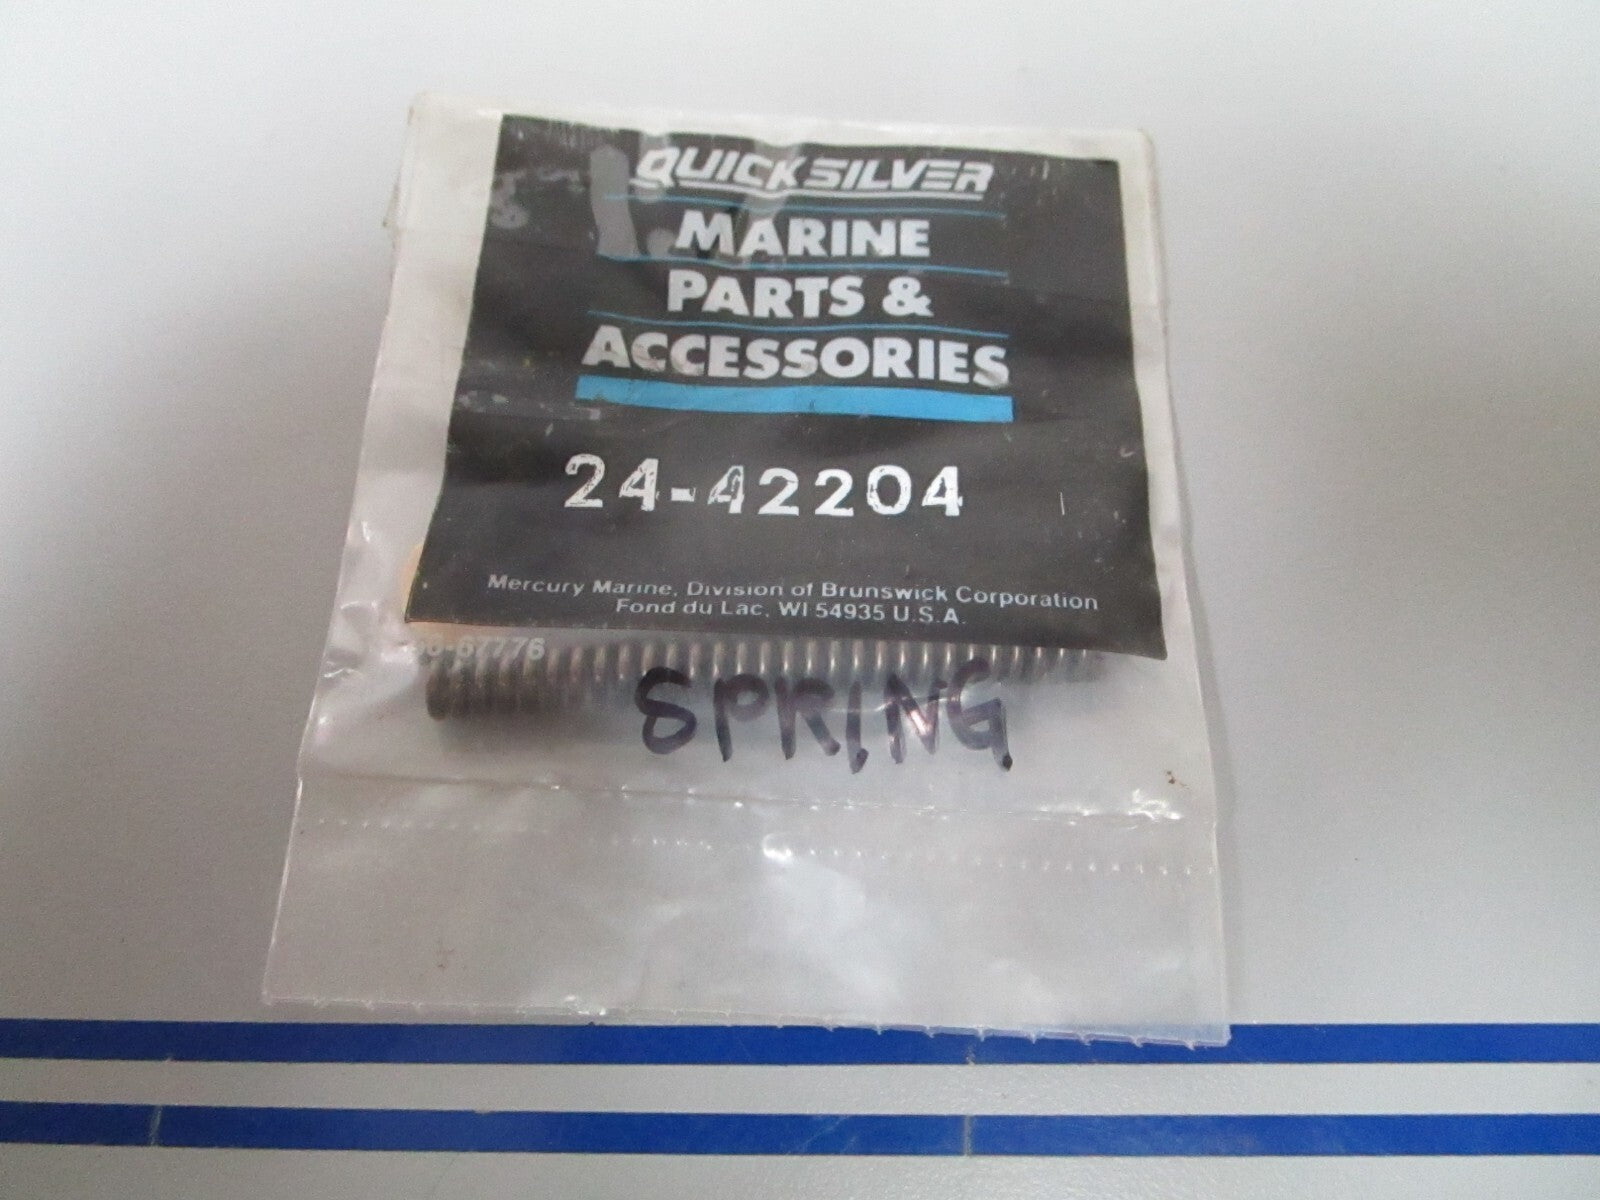 QUICKSILVER
MARINE
PARTS &
ACCESSORIES
24-42204
Mercury Marine, Division of Brunswick Corporation
Fond du Lac, WI 54935 U.S.A.
SPRING